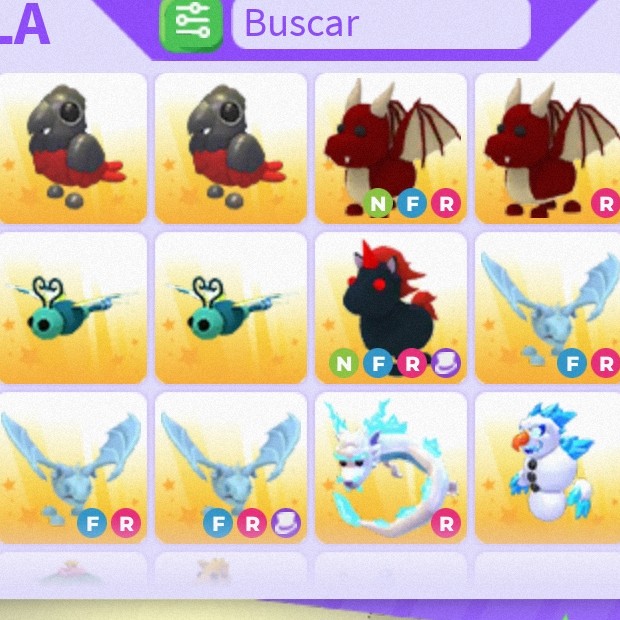 LA
Buscar
N F R R
N F R F R
F R F R R